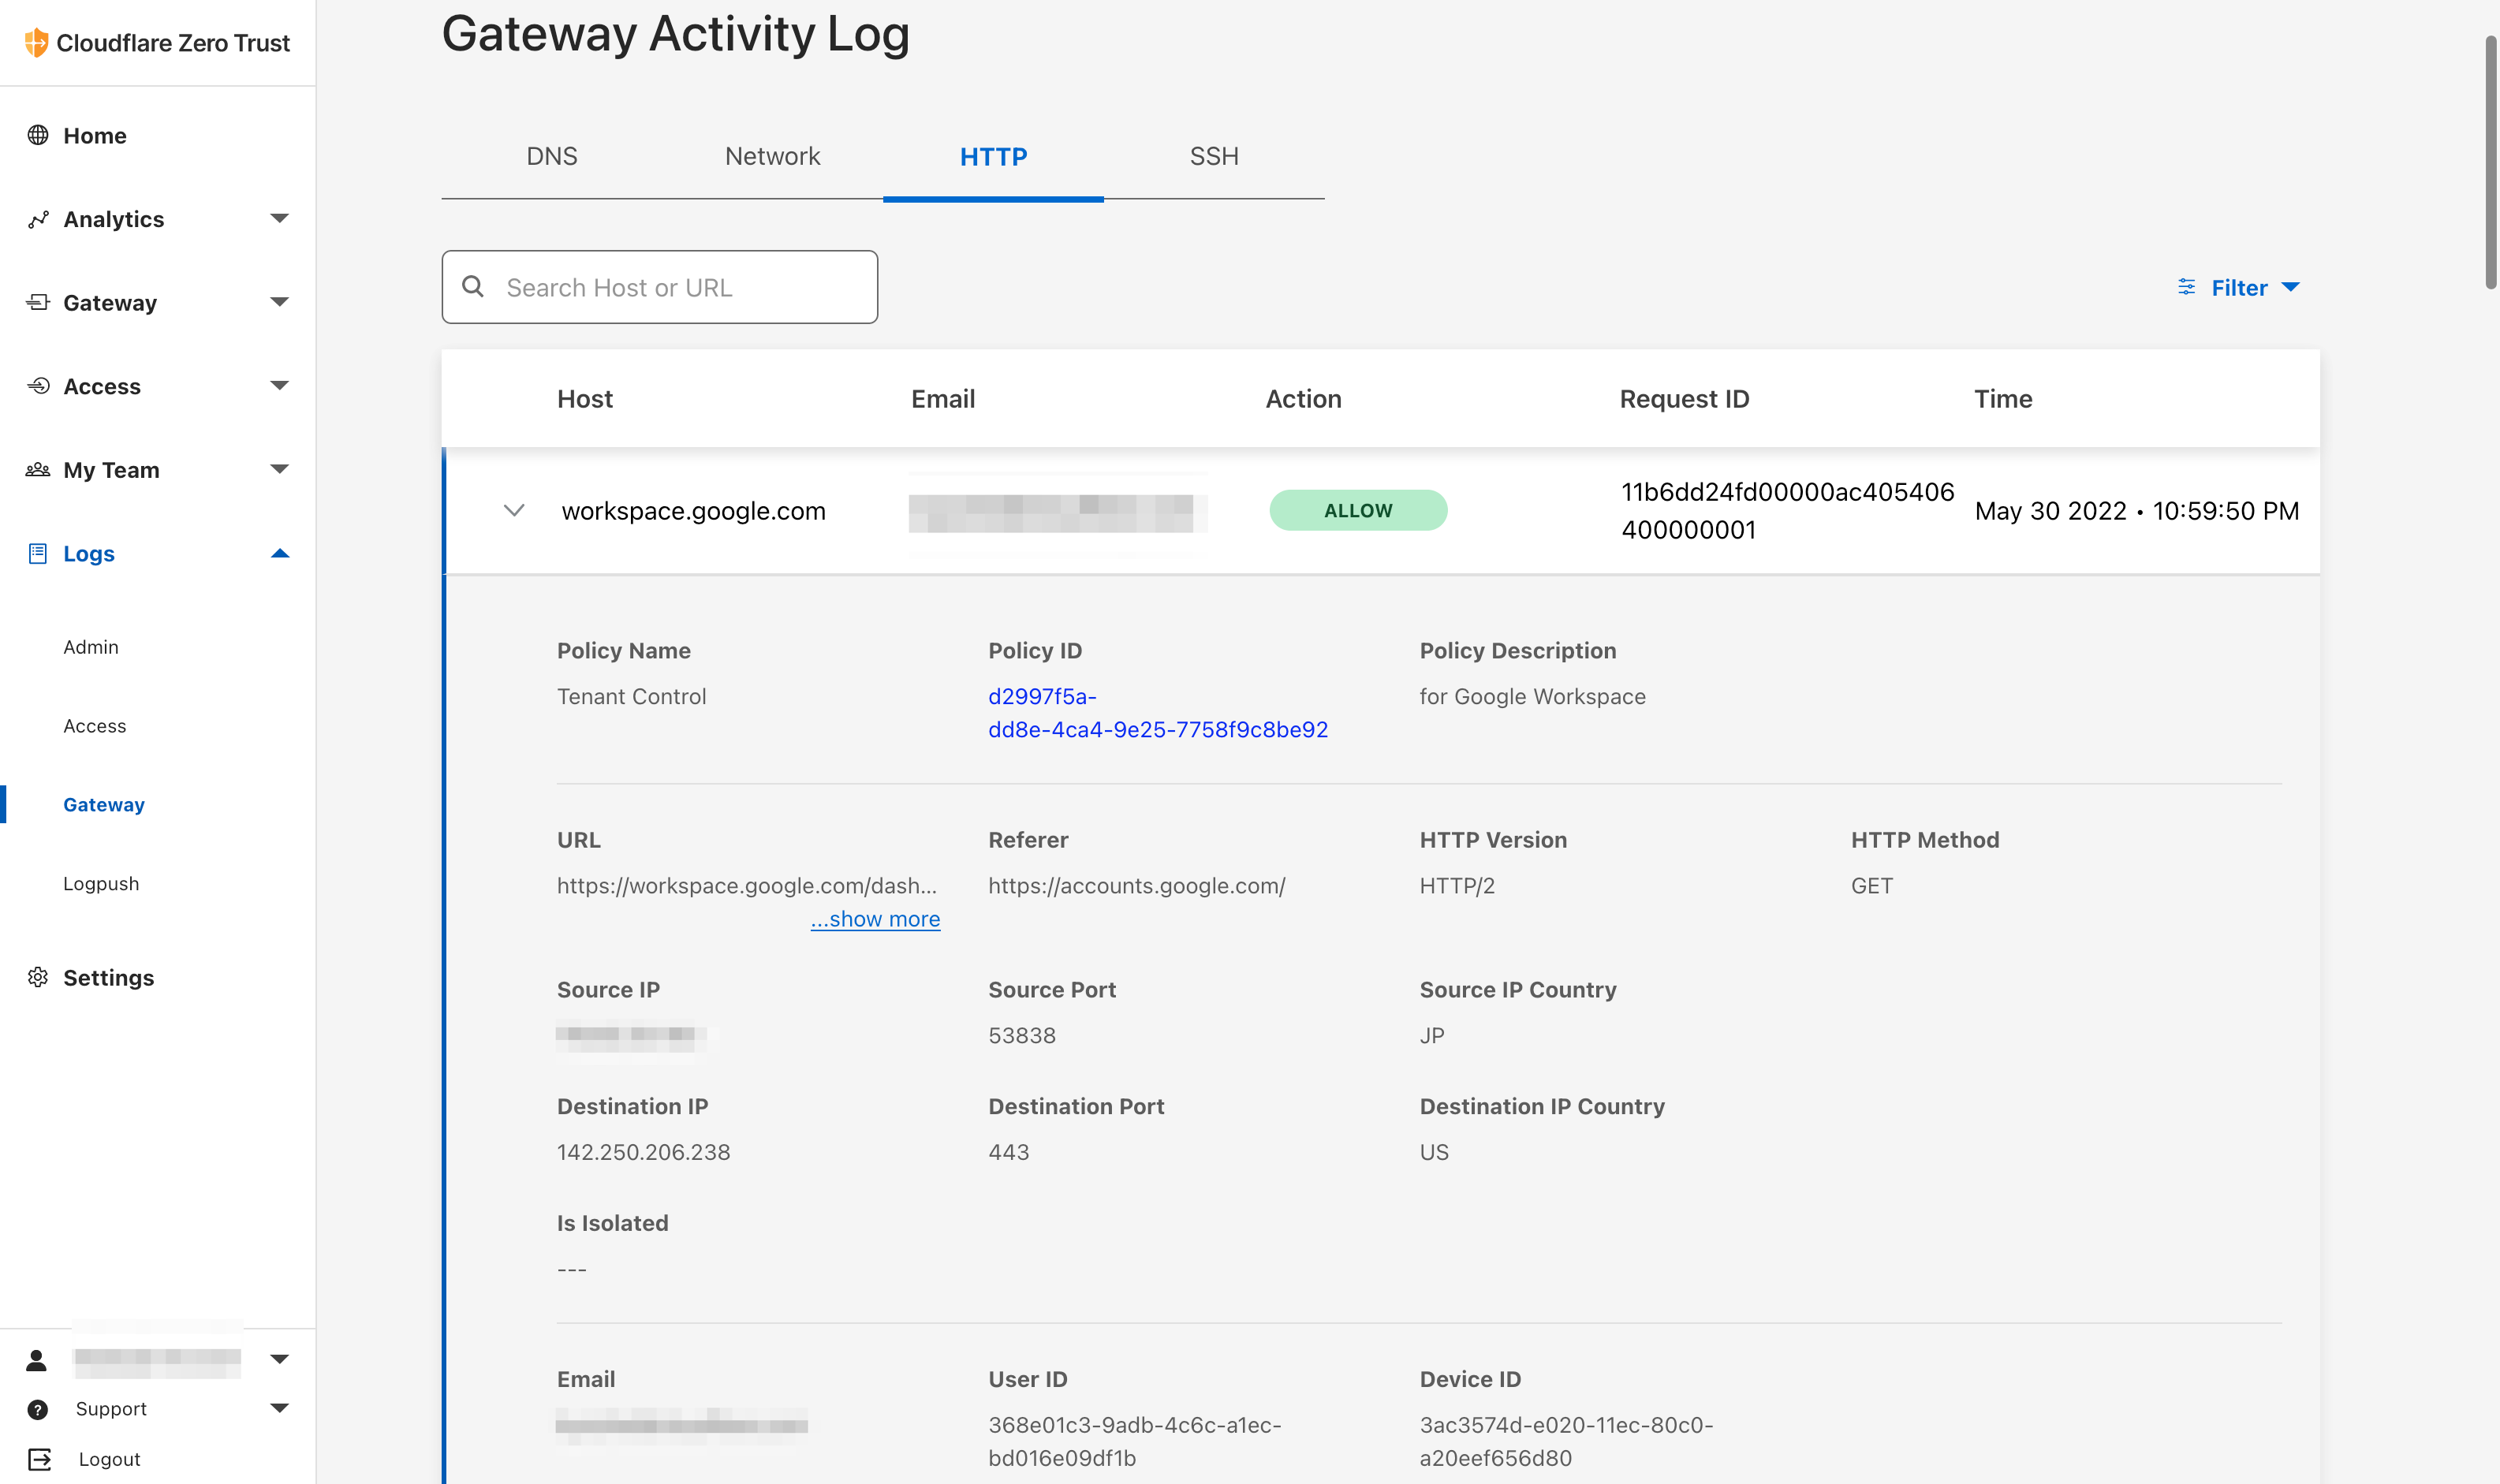 Cloudflare Zero Trust
Home
Analytics
Gateway
Access
My Team
Logs
Admin
Access
Gateway
Logpush
Settings
Support
Logout
Gateway Activity Log
DNS Network HTTP SSH
Search Host or URL
Filter
Host Email Action Request ID Time
workspace.google.com ALLOW 11b6dd24fd00000ac405406 May 30 2022 • 10:59:50 PM
400000001
Policy Name Policy ID Policy Description
Tenant Control d2997f5a- for Google Workspace
dd8e-4ca4-9e25-7758f9c8be92
URL Referer HTTP Version HTTP Method
https://workspace.google.com/dash... https://accounts.google.com/ HTTP/2 GET
...show more
Source IP Source Port Source IP Country
53838 JP
Destination IP Destination Port Destination IP Country
142.250.206.238 443 US
Is Isolated
---
Email User ID Device ID
368e01c3-9adb-4c6c-a1ec- 3ac3574d-e020-11ec-80c0-
bd016e09df1b a20eef656d80